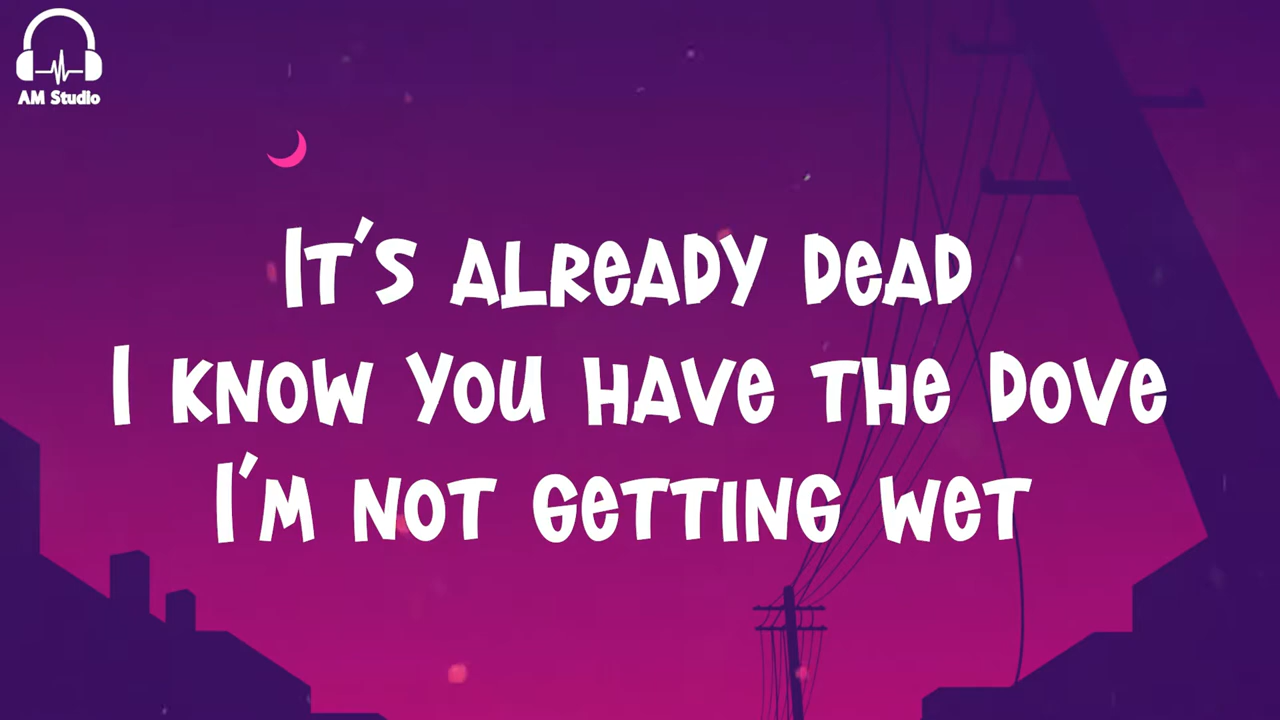 AM Studio
It's already dead
I know you have the dove
I'm not getting wet